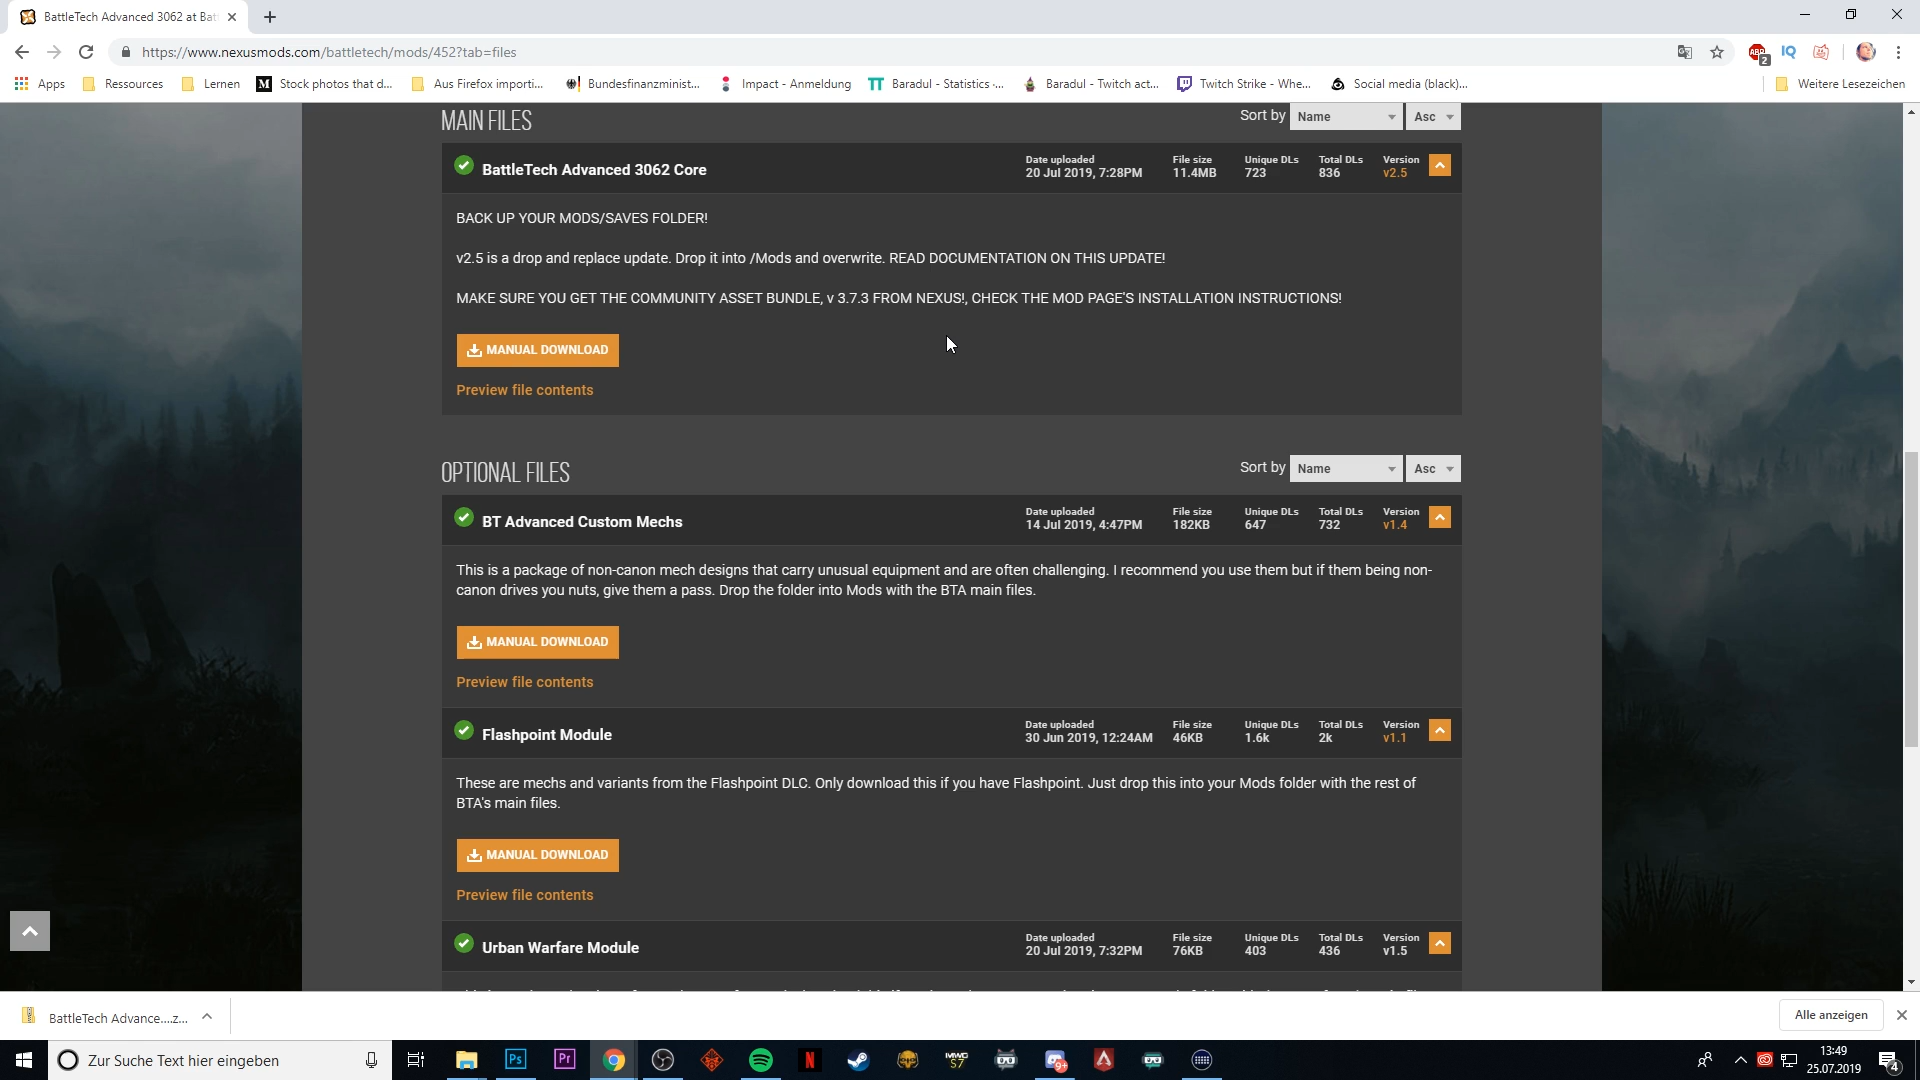 BattleTech Advanced 3062 at Bat
https://www.nexusmods.com/battletech/mods/452?tab=files
ABP
2
IQ
Apps
Ressources
Lernen
M
Stock photos that d...
Aus Firefox importi...
Bundesfinanzminist...
Impact - Anmeldung
TT
Baradul - Statistics -...
Baradul - Twitch act...
Twitch Strike - Whe...
Social media (black)...
Weitere Lesezeichen
MAIN FILES
Sort by
Name
Asc
BattleTech Advanced 3062 Core
Date uploaded
20 Jul 2019, 7:28PM
File size
11.4MB
Unique DLs
723
Total DLs
836
Version
v2.5
BACK UP YOUR MODS/SAVES FOLDER!
v2.5 is a drop and replace update. Drop it into /Mods and overwrite. READ DOCUMENTATION ON THIS UPDATE!
MAKE SURE YOU GET THE COMMUNITY ASSET BUNDLE, v 3.7.3 FROM NEXUS!, CHECK THE MOD PAGE'S INSTALLATION INSTRUCTIONS!
MANUAL DOWNLOAD
Preview file contents
OPTIONAL FILES
Sort by
Name
Asc
BT Advanced Custom Mechs
Date uploaded
14 Jul 2019, 4:47PM
File size
182KB
Unique DLs
647
Total DLs
732
Version
v1.4
This is a package of non-canon mech designs that carry unusual equipment and are often challenging. I recommend you use them but if them being non-
canon drives you nuts, give them a pass. Drop the folder into Mods with the BTA main files.
MANUAL DOWNLOAD
Preview file contents
Flashpoint Module
Date uploaded
30 Jun 2019, 12:24AM
File size
46KB
Unique DLs
1.6k
Total DLs
2k
Version
v1.1
These are mechs and variants from the Flashpoint DLC. Only download this if you have Flashpoint. Just drop this into your Mods folder with the rest of
BTA's main files.
MANUAL DOWNLOAD
Preview file contents
Urban Warfare Module
Date uploaded
20 Jul 2019, 7:32PM
File size
76KB
Unique DLs
403
Total DLs
436
Version
v1.5
BattleTech Advance....z...
Alle anzeigen
Zur Suche Text hier eingeben
Ps
Pr
N
IMWC
S7
9+
13:49
25.07.2019
4